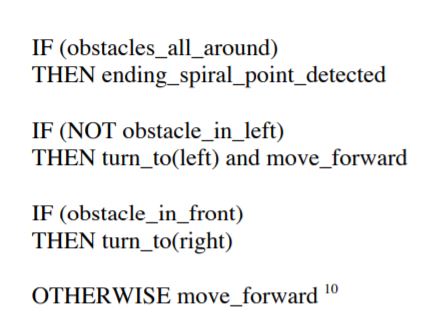 IF (obstacles_all_around)
THEN ending_spiral_point_detected
IF (NOT obstacle_in_left)
THEN turn_to(left) and move_forward
IF (obstacle_in_front)
THEN turn_to(right)
OTHERWISE move_forward ¹⁰